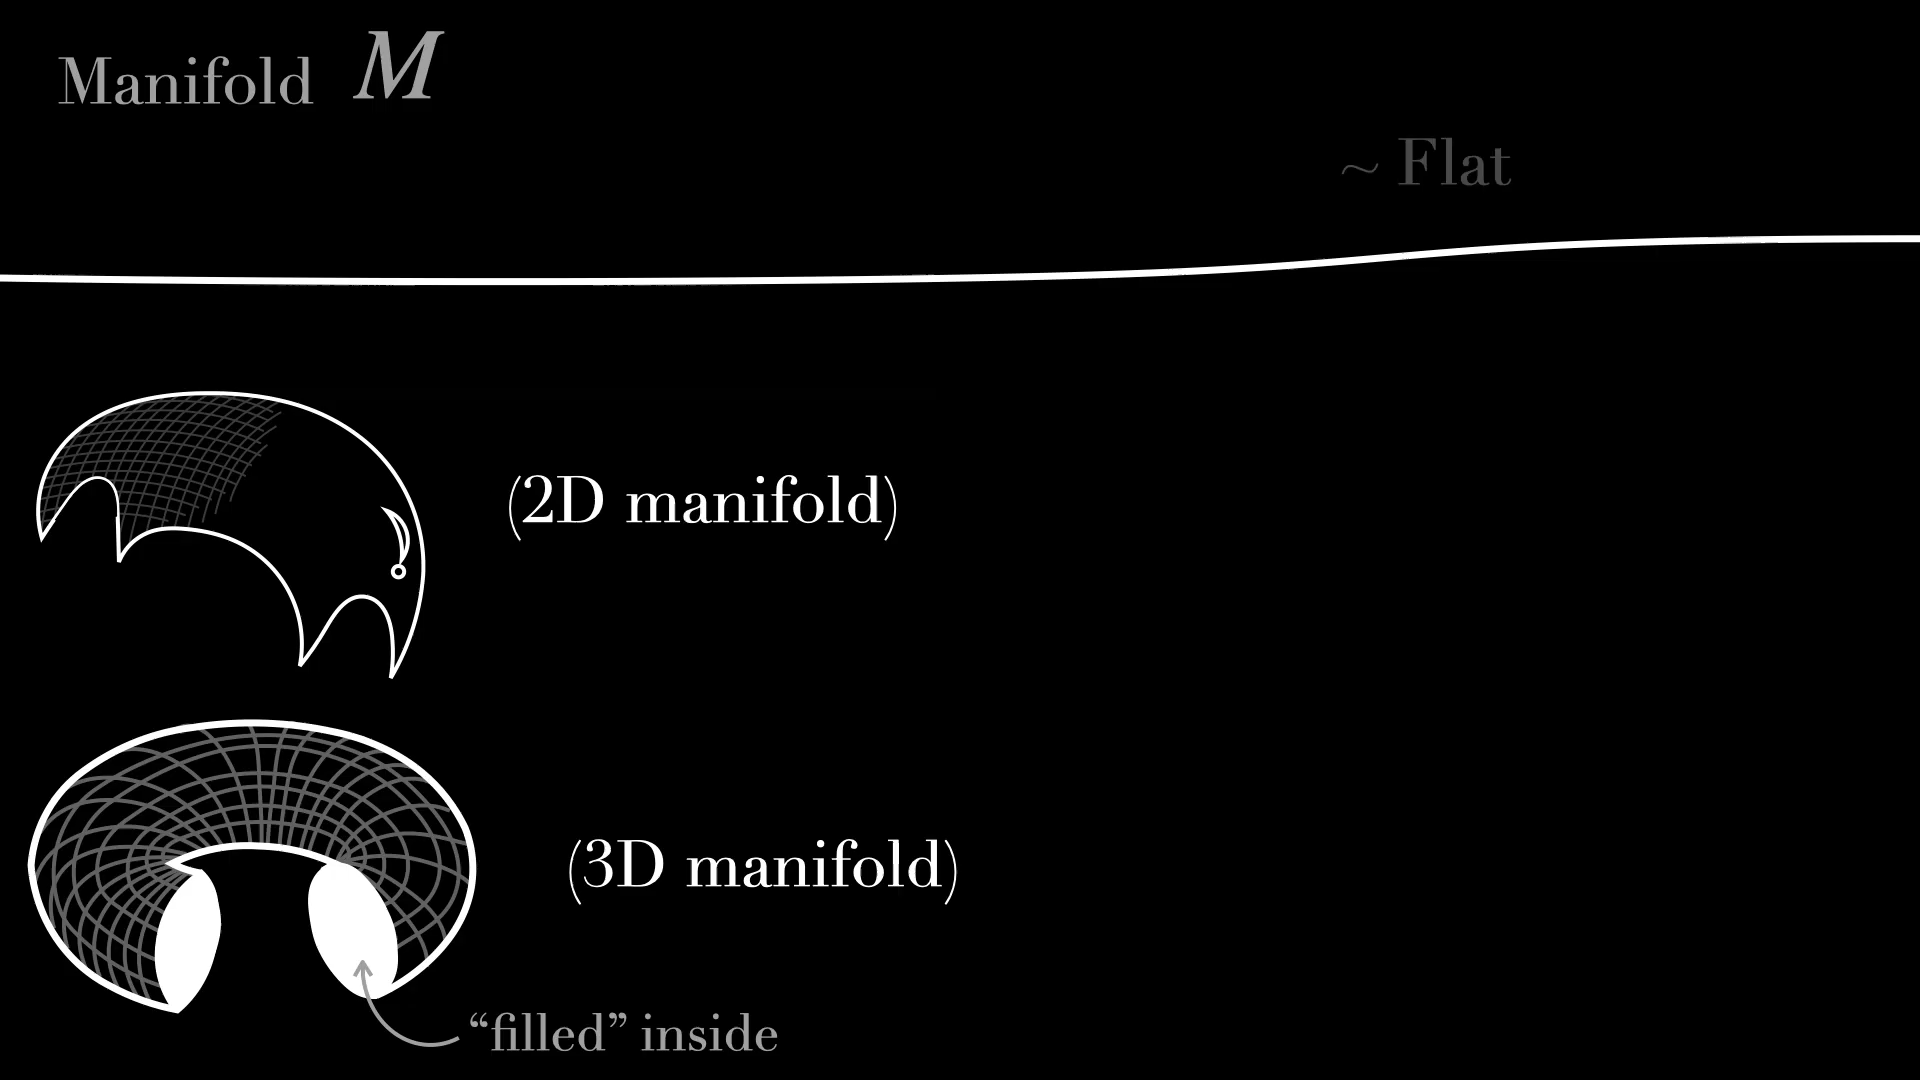 Manifold M
~ Flat
(2D manifold)
(3D manifold)
“filled” inside